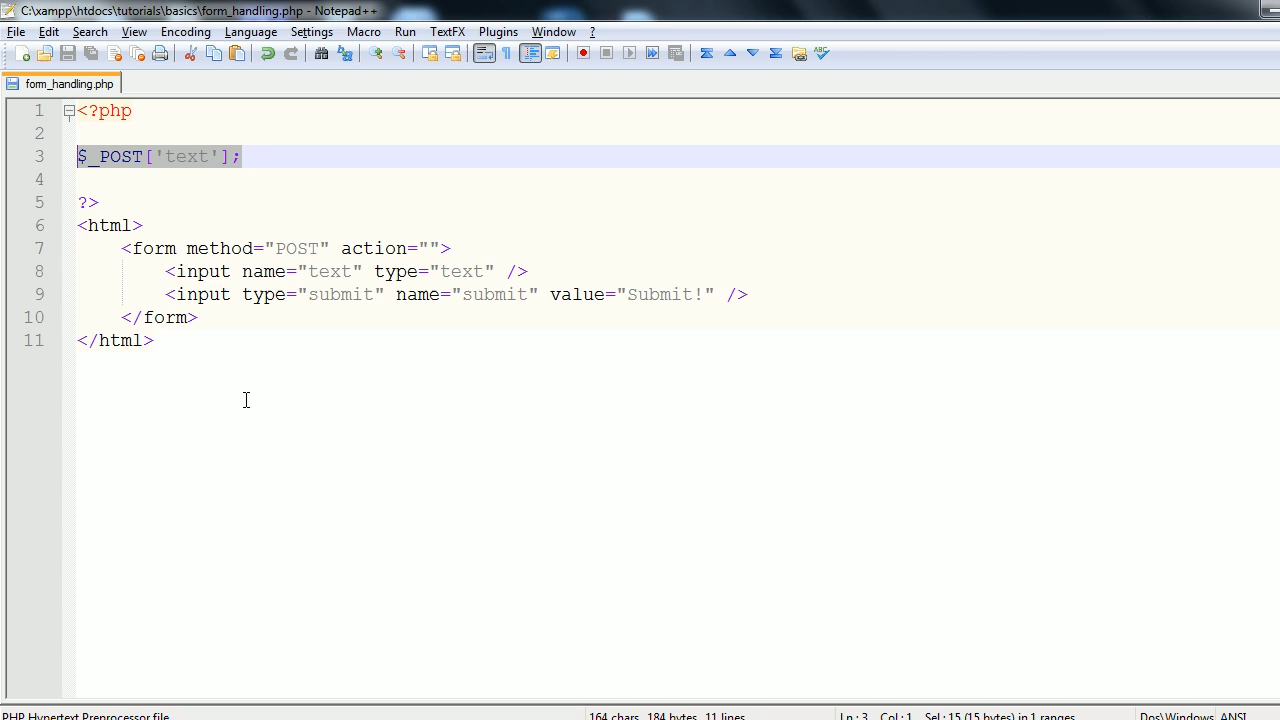 C:\xampp\htdocs\tutorials\basics\form_handling.php - Notepad++
File Edit Search View Encoding Language Settings Macro Run TextFX Plugins Window ?
form_handling.php
1 <?php
2
3 $_POST['text'];
4
5 ?>
6 <html>
7 <form method="POST" action="">
8 <input name="text" type="text" />
9 <input type="submit" name="submit" value="Submit!" />
10 </form>
11 </html>
PHP Hypertext Preprocessor file 164 chars 184 bytes 11 lines Ln : 3 Col : 1 Sel : 15 (15 bytes) in 1 ranges Dos\Windows ANSI